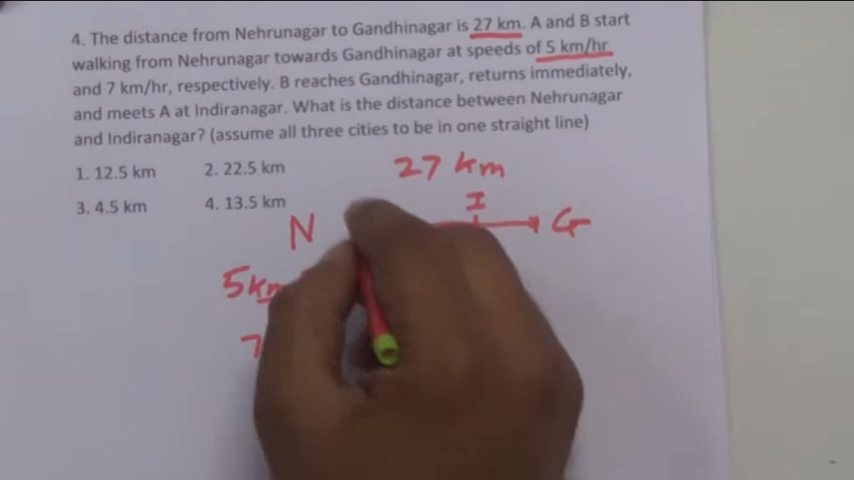 4. The distance from Nehrunagar to Gandhinagar is 27 km. A and B start
walking from Nehrunagar towards Gandhinagar at speeds of 5 km/hr
and 7 km/hr, respectively. B reaches Gandhinagar, returns immediately,
and meets A at Indiranagar. What is the distance between Nehrunagar
and Indiranagar? (assume all three cities to be in one straight line)
1. 12.5 km 2. 22.5 km
3. 4.5 km 4. 13.5 km
27 km
I
N G
5km
7